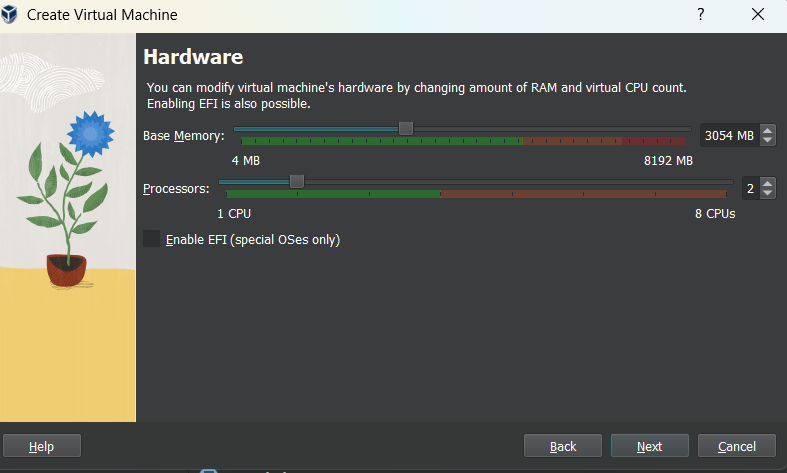 Create Virtual Machine
?
Hardware
You can modify virtual machine's hardware by changing amount of RAM and virtual CPU count.
Enabling EFI is also possible.
Base Memory:
3054 MB
4 MB
8192 MB
Processors:
2
1 CPU
8 CPUs
Enable EFI (special OSes only)
Help
Back
Next
Cancel